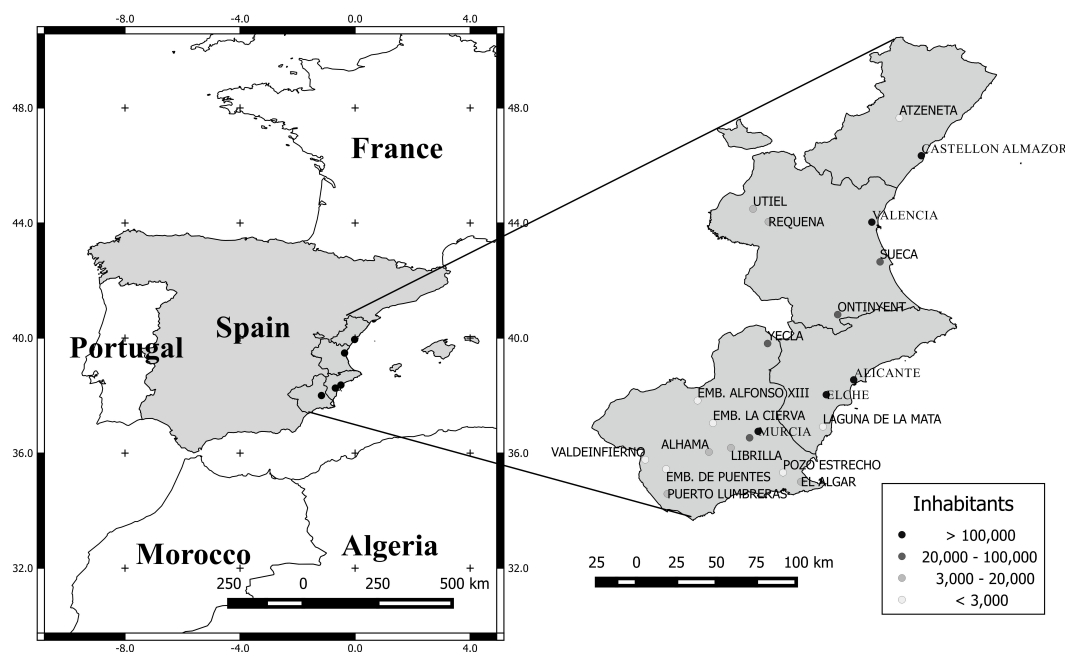 -8.0 -4.0 0.0 4.0
48.0 48.0
44.0 44.0
40.0 40.0
36.0 36.0
32.0 32.0
-8.0 -4.0 0.0 4.0
France
Spain
Portugal
Morocco
Algeria
250 0 250 500 km
ATZENETA
CASTELLON ALMAZOR
UTIEL
REQUENA
VALENCIA
SUECA
ONTINYENT
YECLA
ALICANTE
EMB. ALFONSO XIII
ELCHE
EMB. LA CIERVA
LAGUNA DE LA MATA
MURCIA
ALHAMA
LIBRILLA
VALDEINFIERNO
POZO ESTRECHO
EMB. DE PUENTES
EL ALGAR
PUERTO LUMBRERAS
25 0 25 50 75 100 km
Inhabitants
> 100,000
20,000 - 100,000
3,000 - 20,000
< 3,000